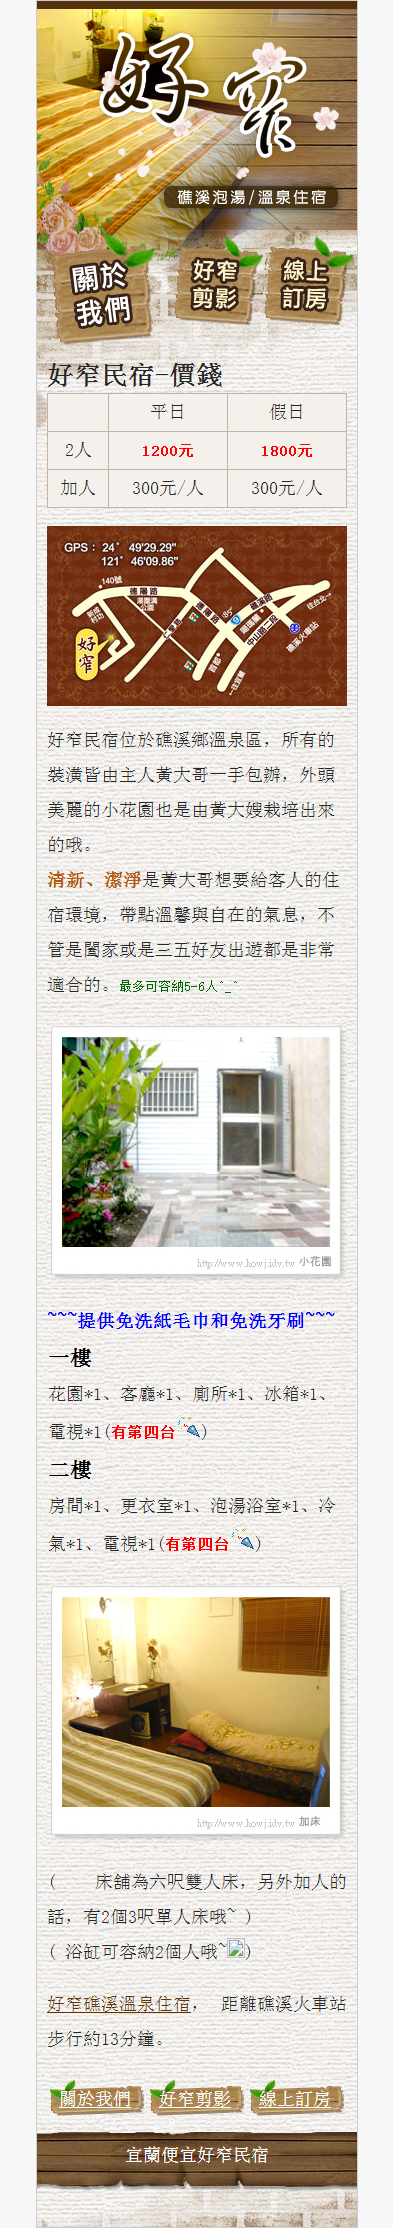 好窄
礁溪泡湯/溫泉住宿
關於
我們
好窄
剪影
線上
訂房
好窄民宿-價錢
平日 假日
2人 1200元 1800元
加人 300元/人 300元/人
GPS： 24° 49'29.29"
121° 46'09.86"
140號
德陽路
湯圍溝
公園
德陽路
礁溪路
往台北→
中山路二段
礁溪火車站
好窄
首都
←往宜蘭
好窄民宿位於礁溪鄉溫泉區，所有的
裝潢皆由主人黃大哥一手包辦，外頭
美麗的小花園也是由黃大嫂栽培出來
的哦。
清新、潔淨是黃大哥想要給客人的住
宿環境，帶點溫馨與自在的氣息，不
管是闔家或是三五好友出遊都是非常
適合的。最多可容納5-6人^_^
http://www.howj.idv.tw 小花園
~~~提供免洗紙毛巾和免洗牙刷~~~
一樓
花園*1、客廳*1、廁所*1、冰箱*1、
電視*1(有第四台)
二樓
房間*1、更衣室*1、泡湯浴室*1、冷
氣*1、電視*1(有第四台)
http://www.howj.idv.tw 加床
( 床舖為六呎雙人床，另外加人的
話，有2個3呎單人床哦~ )
( 浴缸可容納2個人哦~)
好窄礁溪溫泉住宿， 距離礁溪火車站
步行約13分鐘。
關於我們 好窄剪影 線上訂房
宜蘭便宜好窄民宿